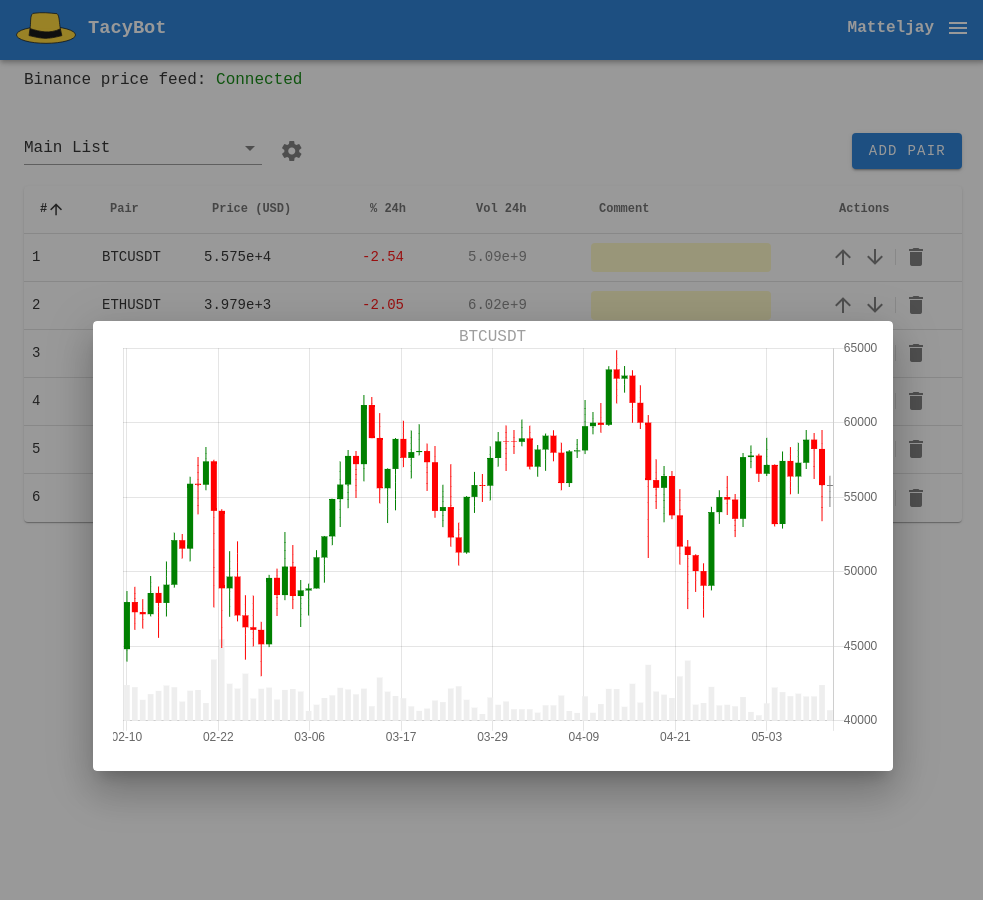 TacyBot
Matteljay
Binance price feed: Connected
Main List
ADD PAIR
# Pair Price (USD) % 24h Vol 24h Comment Actions
1 BTCUSDT 5.575e+4 -2.54 5.09e+9
2 ETHUSDT 3.979e+3 -2.05 6.02e+9
3
4
5
6
BTCUSDT
65000
60000
55000
50000
45000
40000
02-10 02-22 03-06 03-17 03-29 04-09 04-21 05-03